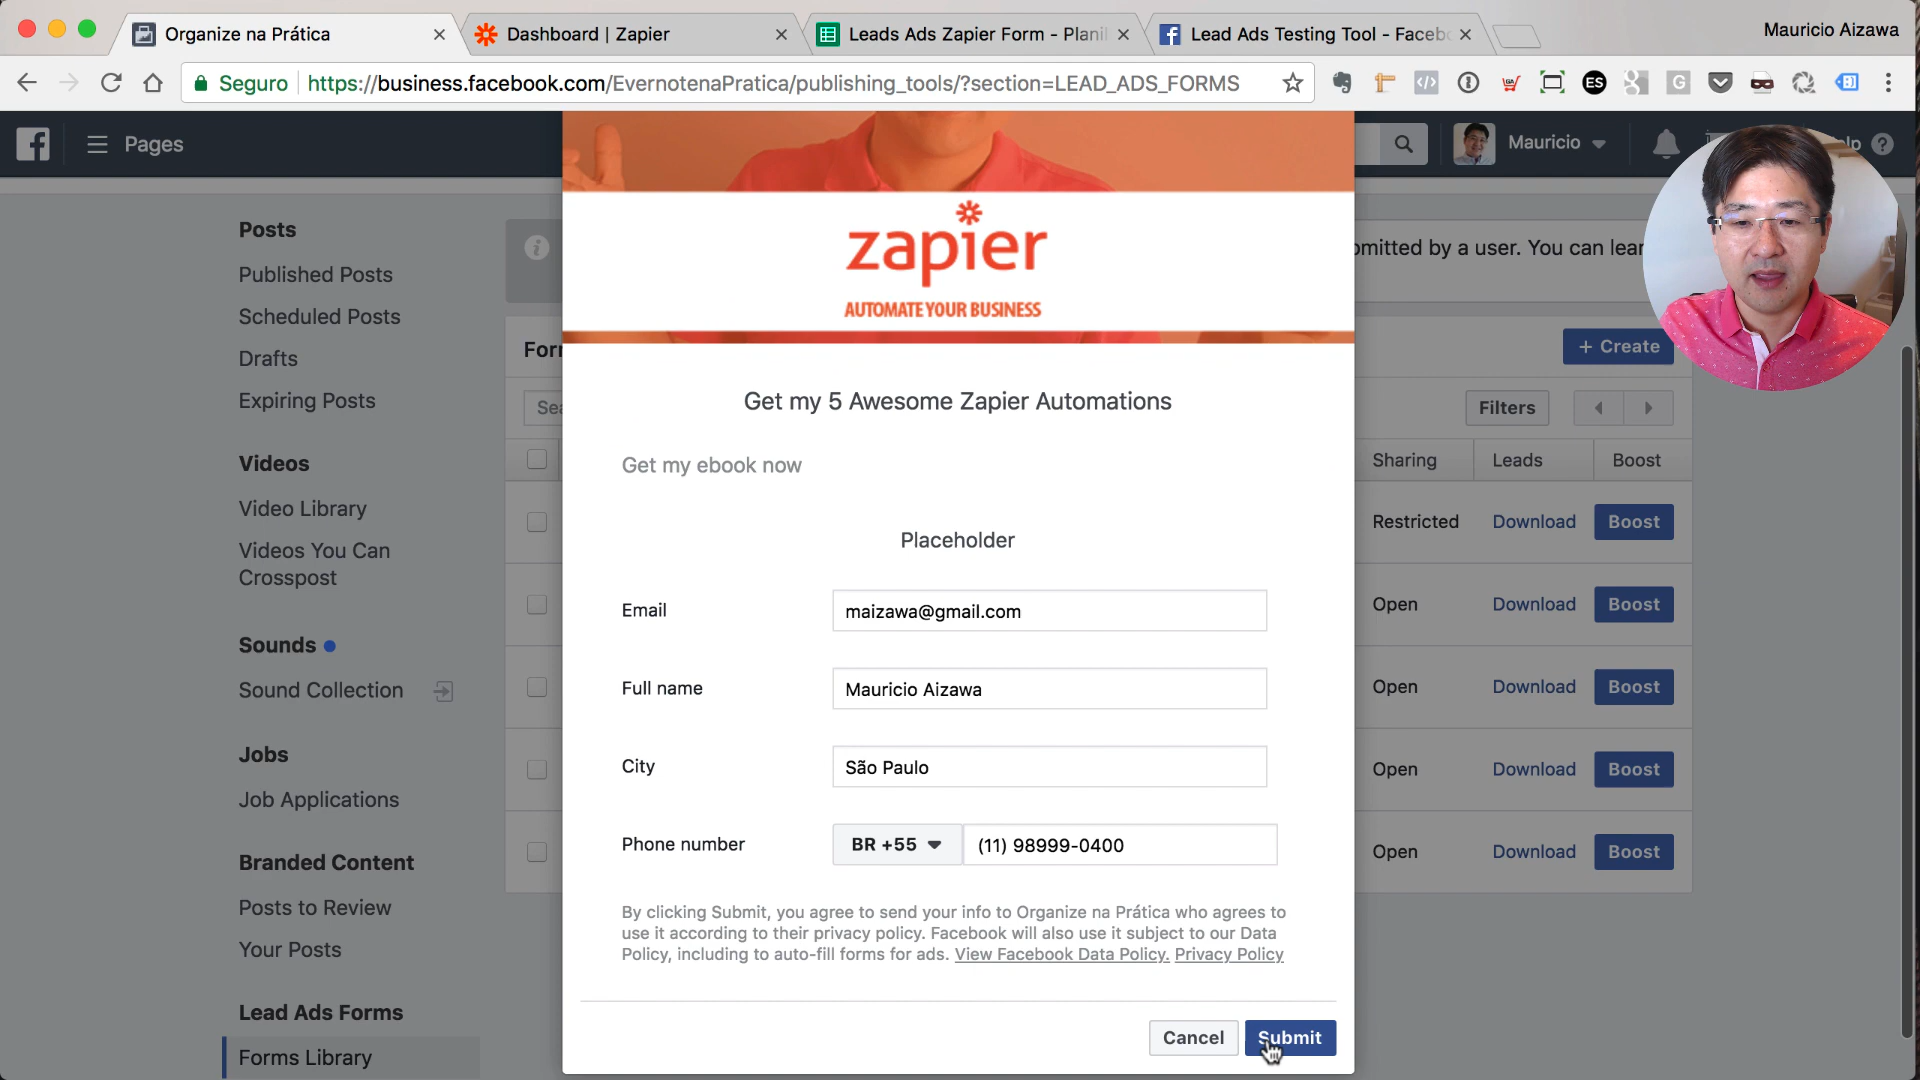 Organize na Prática
Dashboard | Zapier
Leads Ads Zapier Form - Planil
Lead Ads Testing Tool - Facebo
Mauricio Aizawa
Seguro
https://business.facebook.com/EvernotenaPratica/publishing_tools/?section=LEAD_ADS_FORMS
ES
G
Pages
Mauricio
lp
Posts
Published Posts
Scheduled Posts
Drafts
Expiring Posts
Videos
Video Library
Videos You Can
Crosspost
Sounds
Sound Collection
Jobs
Job Applications
Branded Content
Posts to Review
Your Posts
Lead Ads Forms
Forms Library
zapier
AUTOMATE YOUR BUSINESS
Get my 5 Awesome Zapier Automations
Get my ebook now
Placeholder
Email
maizawa@gmail.com
Full name
Mauricio Aizawa
City
São Paulo
Phone number
BR +55
(11) 98999-0400
By clicking Submit, you agree to send your info to Organize na Prática who agrees to
use it according to their privacy policy. Facebook will also use it subject to our Data
Policy, including to auto-fill forms for ads. View Facebook Data Policy. Privacy Policy
Cancel
Submit
omitted by a user. You can lear
For
+ Create
Sea
Filters
Sharing
Leads
Boost
Restricted
Download
Boost
Open
Download
Boost
Open
Download
Boost
Open
Download
Boost
Open
Download
Boost